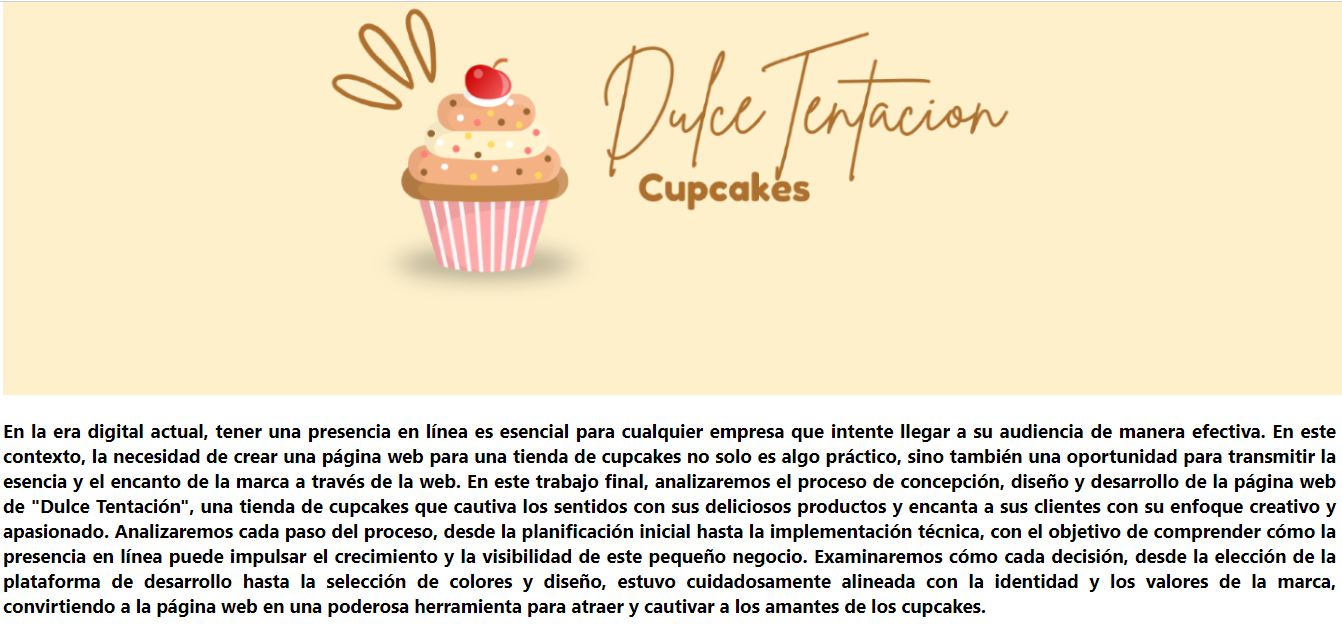 Dulce Tentacion
Cupcakes
En la era digital actual, tener una presencia en línea es esencial para cualquier empresa que intente llegar a su audiencia de manera efectiva. En este
contexto, la necesidad de crear una página web para una tienda de cupcakes no solo es algo práctico, sino también una oportunidad para transmitir la
esencia y el encanto de la marca a través de la web. En este trabajo final, analizaremos el proceso de concepción, diseño y desarrollo de la página web
de "Dulce Tentación", una tienda de cupcakes que cautiva los sentidos con sus deliciosos productos y encanta a sus clientes con su enfoque creativo y
apasionado. Analizaremos cada paso del proceso, desde la planificación inicial hasta la implementación técnica, con el objetivo de comprender cómo la
presencia en línea puede impulsar el crecimiento y la visibilidad de este pequeño negocio. Examinaremos cómo cada decisión, desde la elección de la
plataforma de desarrollo hasta la selección de colores y diseño, estuvo cuidadosamente alineada con la identidad y los valores de la marca,
convirtiendo a la página web en una poderosa herramienta para atraer y cautivar a los amantes de los cupcakes.